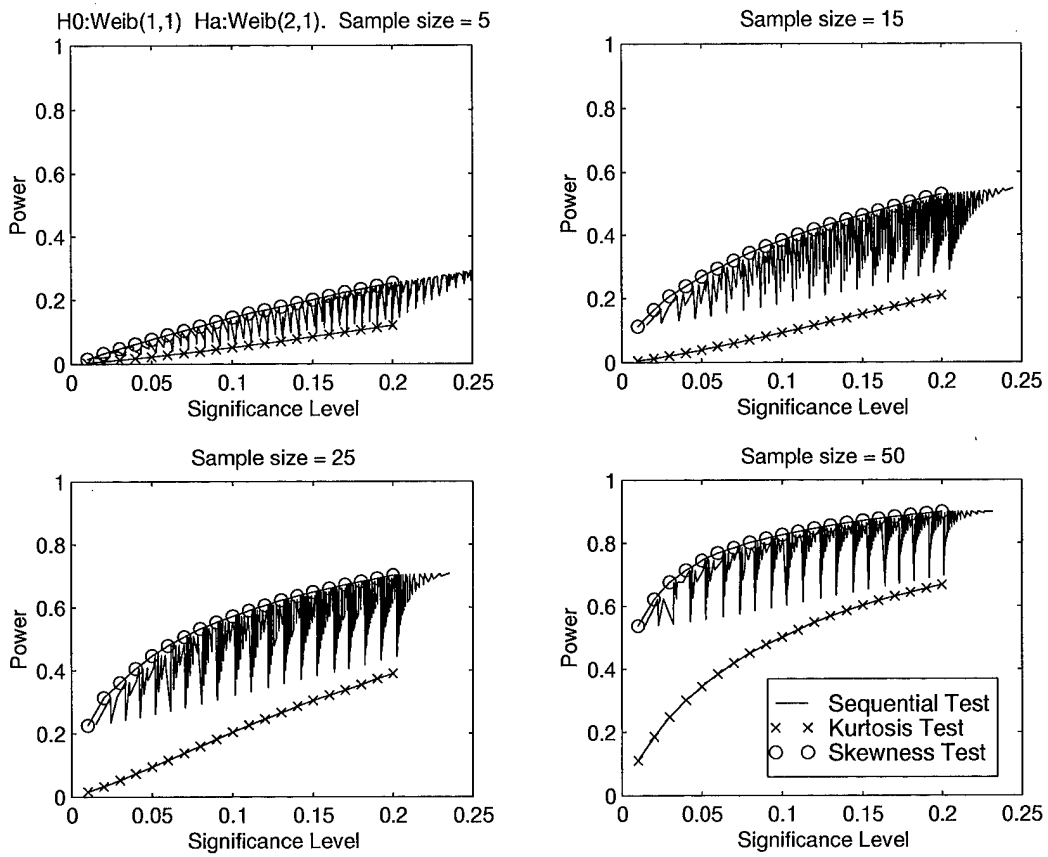 H0:Weib(1,1) Ha:Weib(2,1). Sample size = 5
1
0.8
0.6
0.4
0.2
0
Power
0 0.05 0.1 0.15 0.2 0.25
Significance Level
Sample size = 15
1
0.8
0.6
0.4
0.2
0
Power
0 0.05 0.1 0.15 0.2 0.25
Significance Level
Sample size = 25
1
0.8
0.6
0.4
0.2
0
Power
0 0.05 0.1 0.15 0.2 0.25
Significance Level
Sample size = 50
1
0.8
0.6
0.4
0.2
0
Power
0 0.05 0.1 0.15 0.2 0.25
Significance Level
Sequential Test
Kurtosis Test
Skewness Test